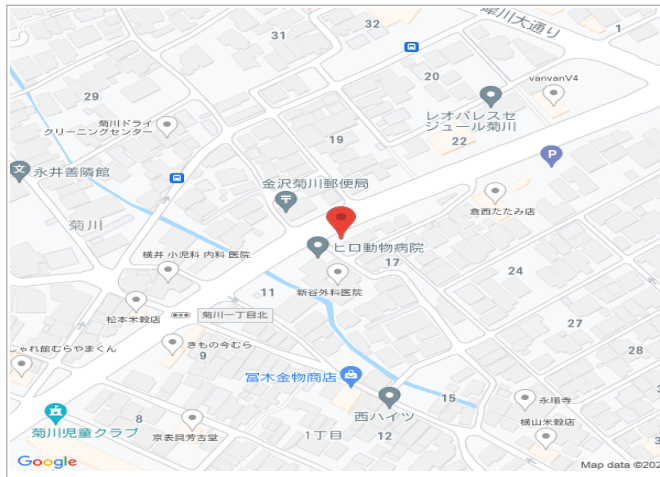 犀川大通り
32
31
20
vanvanV4
29
レオパレスセ
ジュール菊川
菊川ドライ
クリーニングセンター
19
22
P
永井善隣館
金沢菊川郵便局
倉西たたみ店
菊川
ヒロ動物病院
横井 小児科 内科 医院
17
24
新谷外科医院
11
松本米穀店
菊川一丁目北
27
きもの今むら
28
しゃれ館むらやまくん
9
冨木金物商店
15
永順寺
西ハイツ
8
菊川児童クラブ
京表具芳古堂
1丁目
12
横山米穀店
Google
Map data ©202